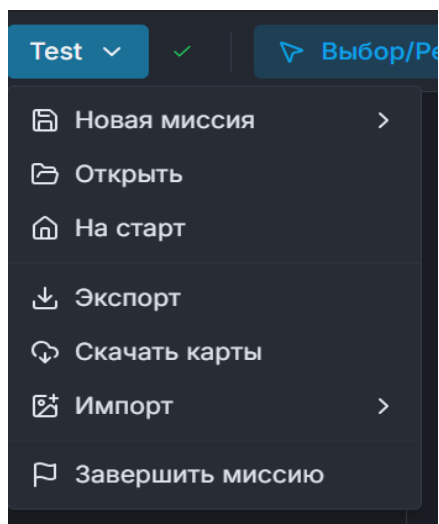 Test
Выбор/Ре
Новая миссия
Открыть
На старт
Экспорт
Скачать карты
Импорт
Завершить миссию